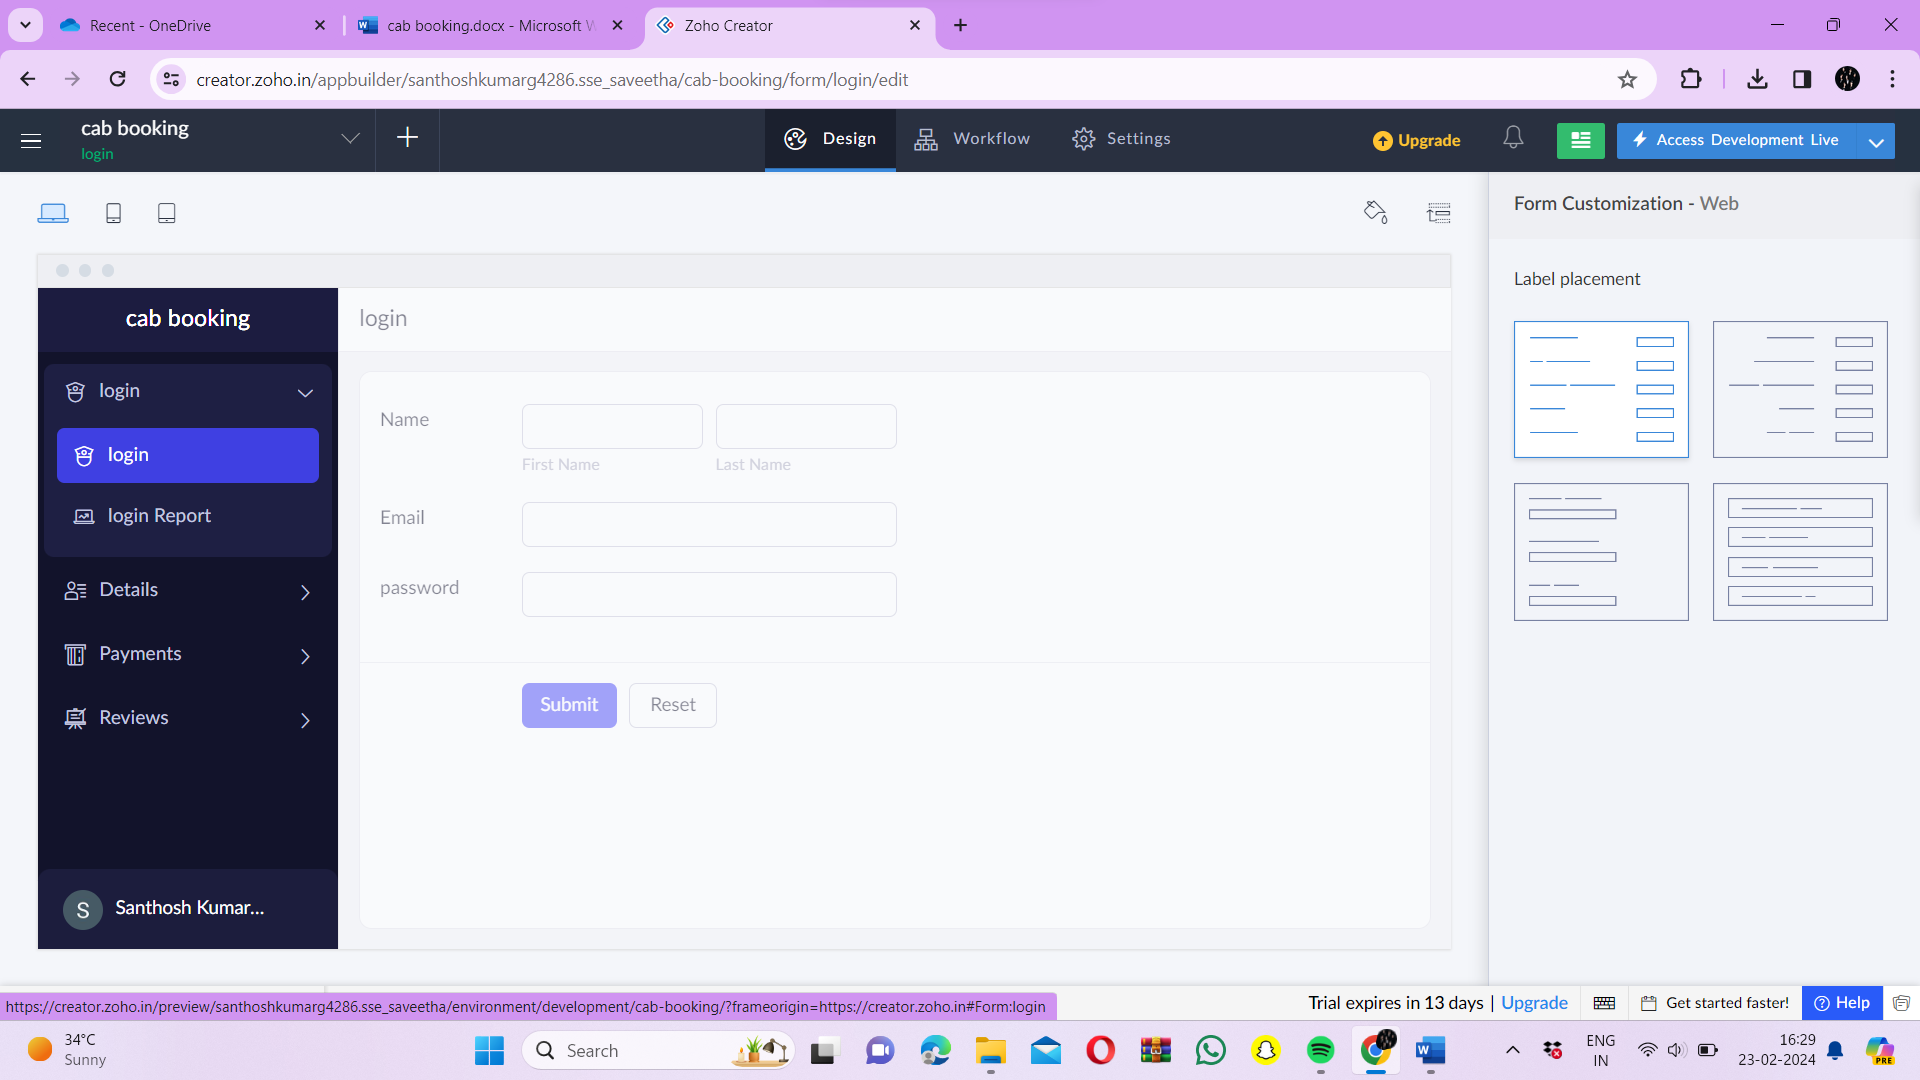 Recent - OneDrive
cab booking.docx - Microsoft W
Zoho Creator
creator.zoho.in/appbuilder/santhoshkumarg4286.sse_saveetha/cab-booking/form/login/edit
cab booking
login
Design
Workflow
Settings
Upgrade
Access Development Live
Form Customization - Web
Label placement
cab booking
login
login
login Report
Details
Payments
Reviews
Santhosh Kumar...
S
login
Name
First Name
Last Name
Email
password
Submit
Reset
https://creator.zoho.in/preview/santhoshkumarg4286.sse_saveetha/environment/development/cab-booking/?frameorigin=https://creator.zoho.in#Form:login
Trial expires in 13 days | Upgrade
Get started faster!
Help
34°C
Sunny
Search
W
ENG
IN
16:29
23-02-2024
PRE